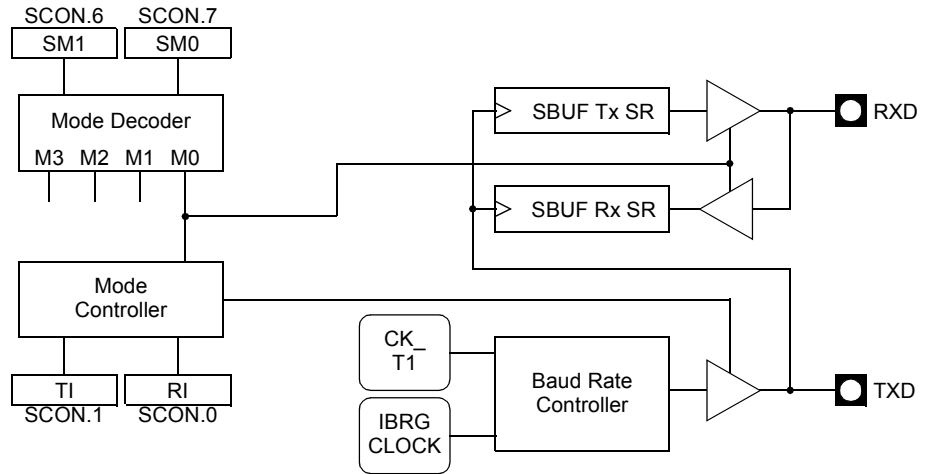 SCON.6 SCON.7
SM1 SM0
Mode Decoder
M3 M2 M1 M0
SBUF Tx SR
RXD
SBUF Rx SR
Mode
Controller
TI RI
SCON.1 SCON.0
CK_
T1
IBRG
CLOCK
Baud Rate
Controller
TXD